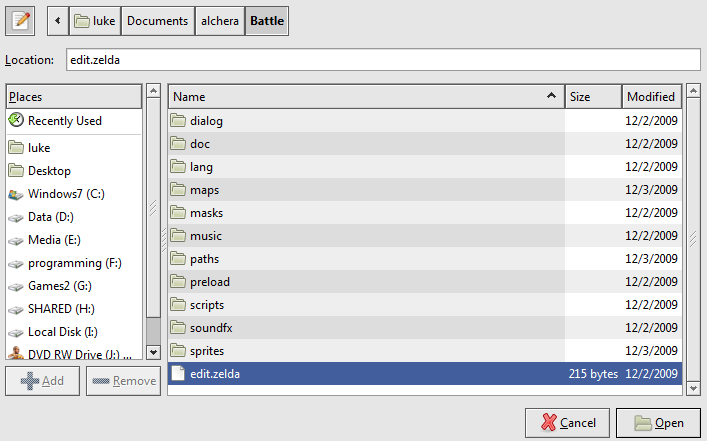 luke Documents alchera Battle
Location: edit.zelda
Places
Recently Used
luke
Desktop
Windows7 (C:)
Data (D:)
Media (E:)
programming (F:)
Games2 (G:)
SHARED (H:)
Local Disk (I:)
DVD RW Drive (J:) ...
Add Remove
Name Size Modified
dialog 12/2/2009
doc 12/2/2009
lang 12/2/2009
maps 12/3/2009
masks 12/2/2009
music 12/2/2009
paths 12/3/2009
preload 12/2/2009
scripts 12/2/2009
soundfx 12/2/2009
sprites 12/3/2009
edit.zelda 215 bytes 12/2/2009
Cancel Open